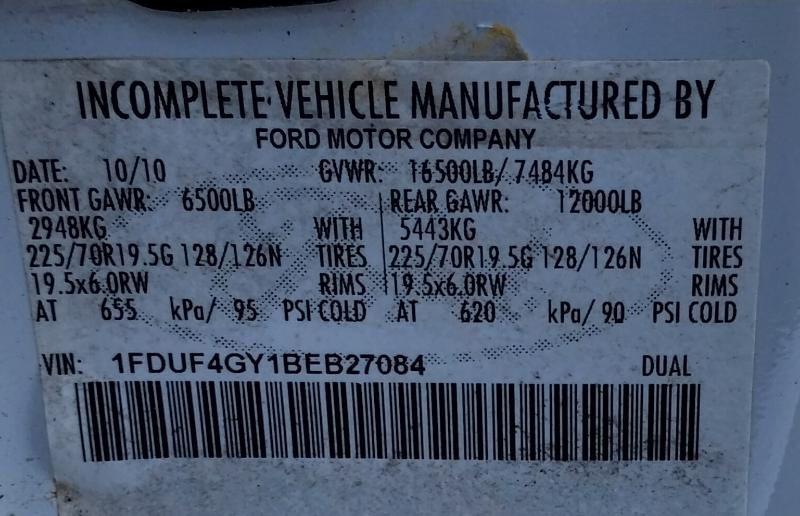 INCOMPLETE VEHICLE MANUFACTURED BY
FORD MOTOR COMPANY
DATE: 10/10 GVWR: 16500LB/ 7484KG
FRONT GAWR: 6500LB REAR GAWR: 12000LB
2948KG WITH 5443KG WITH
225/70R19.5G 128/126N TIRES 225/70R19.5G 128/126N TIRES
19.5x6.0RW RIMS 19.5x6.0RW RIMS
AT 655 kPa/ 95 PSI COLD AT 620 kPa/ 90 PSI COLD
VIN: 1FDUF4GY1BEB27084 DUAL